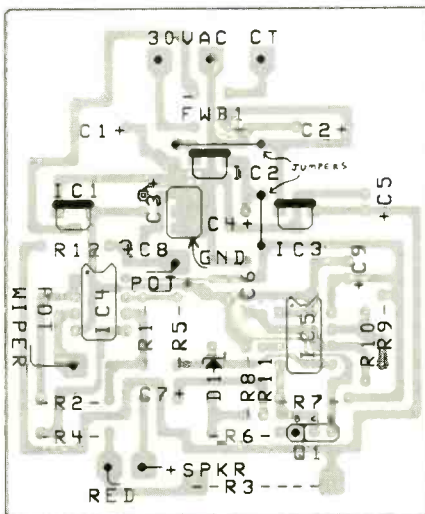 30VAC CT
FWB1
C1+
C2+
JUMPERS
IC2
IC1
C3
+
C4+
IC3
+C5
R12
C8
GND
C6
+C9
POT
POT WIPER
IC4
R1
R5
IC5
R10
R9
D1
R8
R11
R2
C7+
R7
R4
R6
B C
Q1
+SPKR
RED
R3